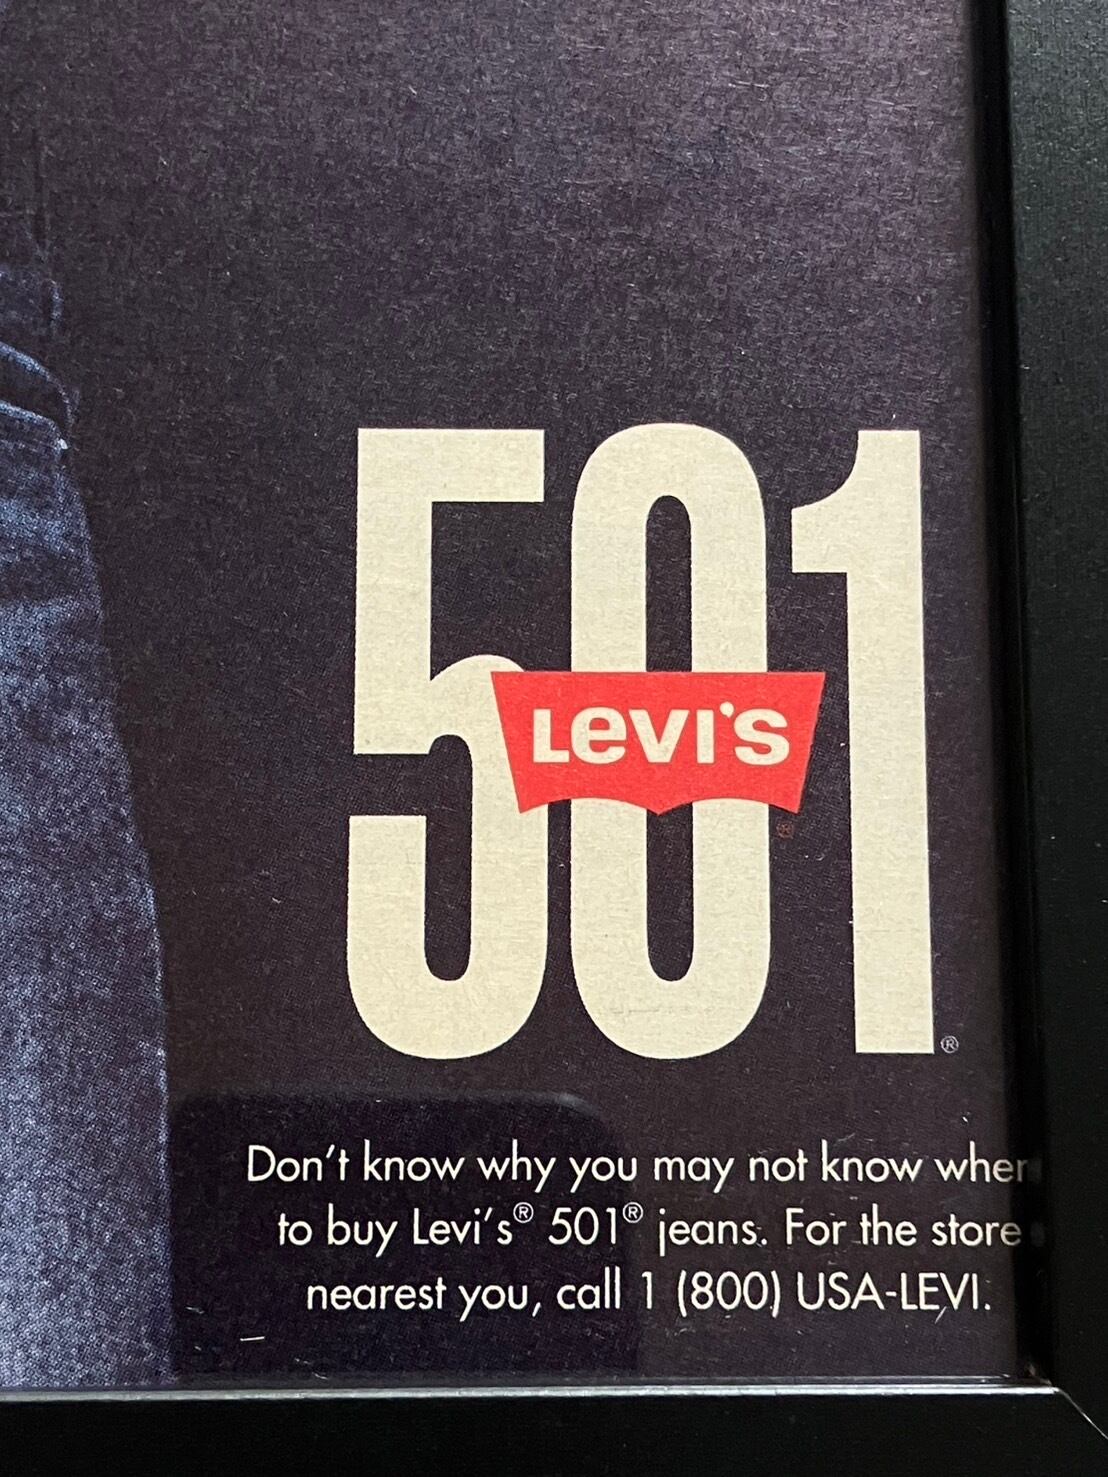 501
LEVI'S
®
®
Don't know why you may not know wher
to buy Levi's® 501® jeans. For the store
nearest you, call 1 (800) USA-LEVI.